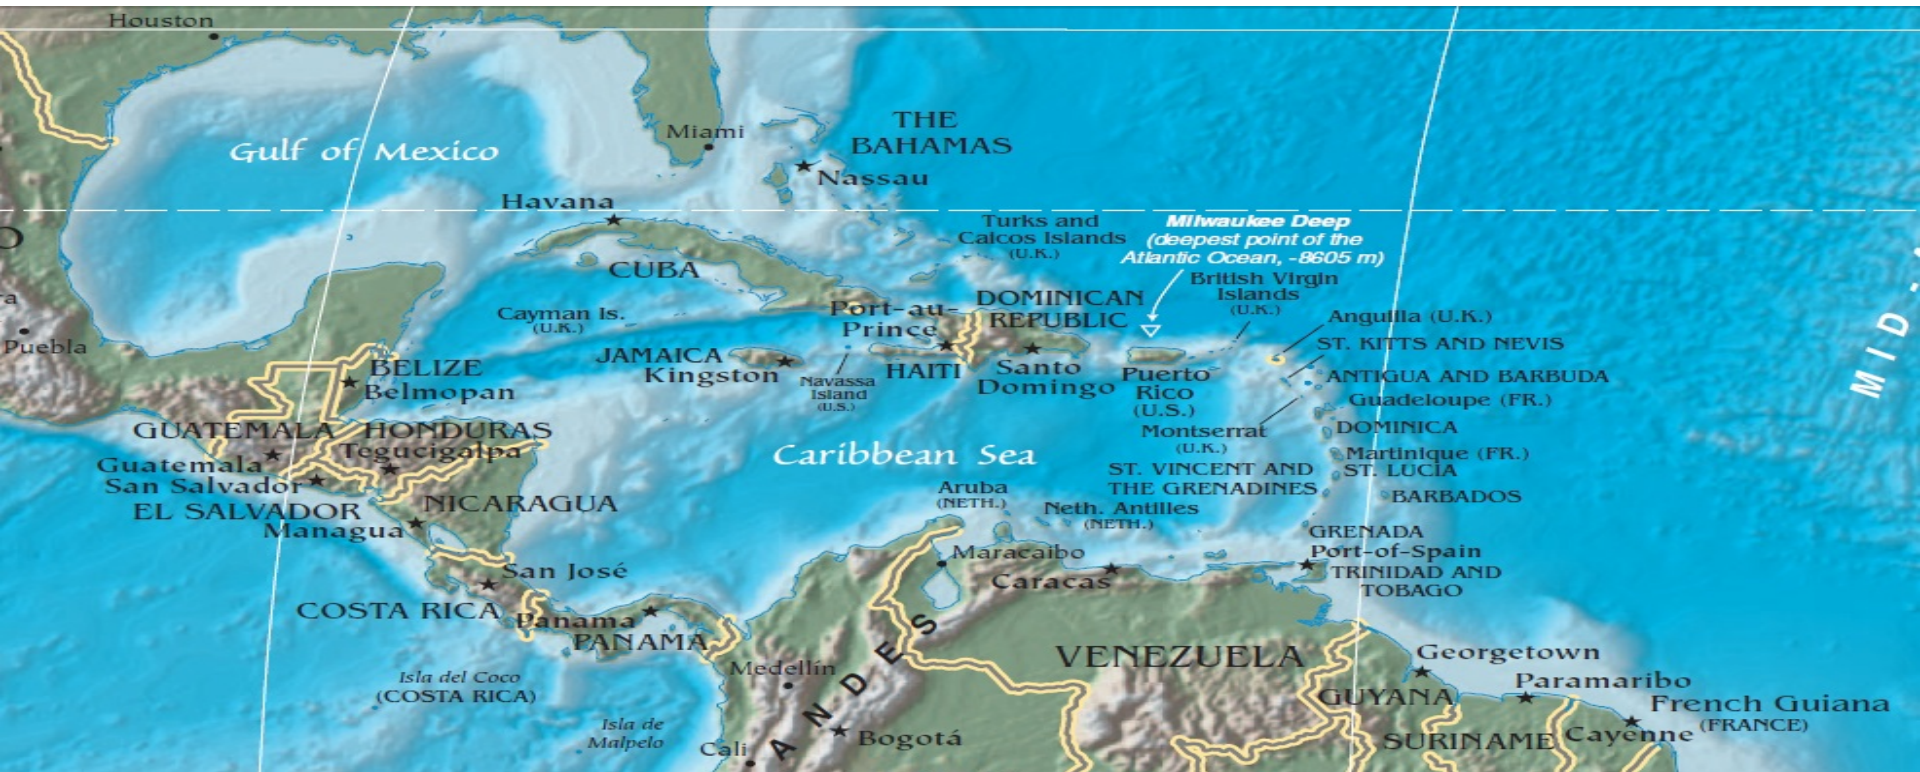 Houston
Gulf of Mexico
Miami
THE
BAHAMAS
Nassau
Havana
CUBA
Turks and
Caicos Islands
(U.K.)
Milwaukee Deep
(deepest point of the
Atlantic Ocean, -8605 m)
British Virgin
Islands
(U.K.)
Cayman Is.
(U.K.)
Port-au-
Prince
DOMINICAN
REPUBLIC
Anguilla (U.K.)
ST. KITTS AND NEVIS
MID-
Puebla
JAMAICA
Kingston
Navassa
Island
(U.S.)
HAITI
Santo
Domingo
Puerto
Rico
(U.S.)
ANTIGUA AND BARBUDA
Guadeloupe (FR.)
BELIZE
Belmopan
Montserrat
(U.K.)
DOMINICA
GUATEMALA
HONDURAS
Tegucigalpa
Guatemala
San Salvador
EL SALVADOR
Managua
NICARAGUA
Caribbean Sea
Martinique (FR.)
ST. LUCIA
ST. VINCENT AND
THE GRENADINES
BARBADOS
Aruba
(NETH.)
Neth. Antilles
(NETH.)
GRENADA
Port-of-Spain
TRINIDAD AND
TOBAGO
Maracaibo
Caracas
San José
COSTA RICA
Panama
PANAMA
Isla del Coco
(COSTA RICA)
Isla de
Malpelo
Medellín
Cali
ANDES
Bogotá
VENEZUELA
Georgetown
GUYANA
Paramaribo
SURINAME
French Guiana
(FRANCE)
Cayenne